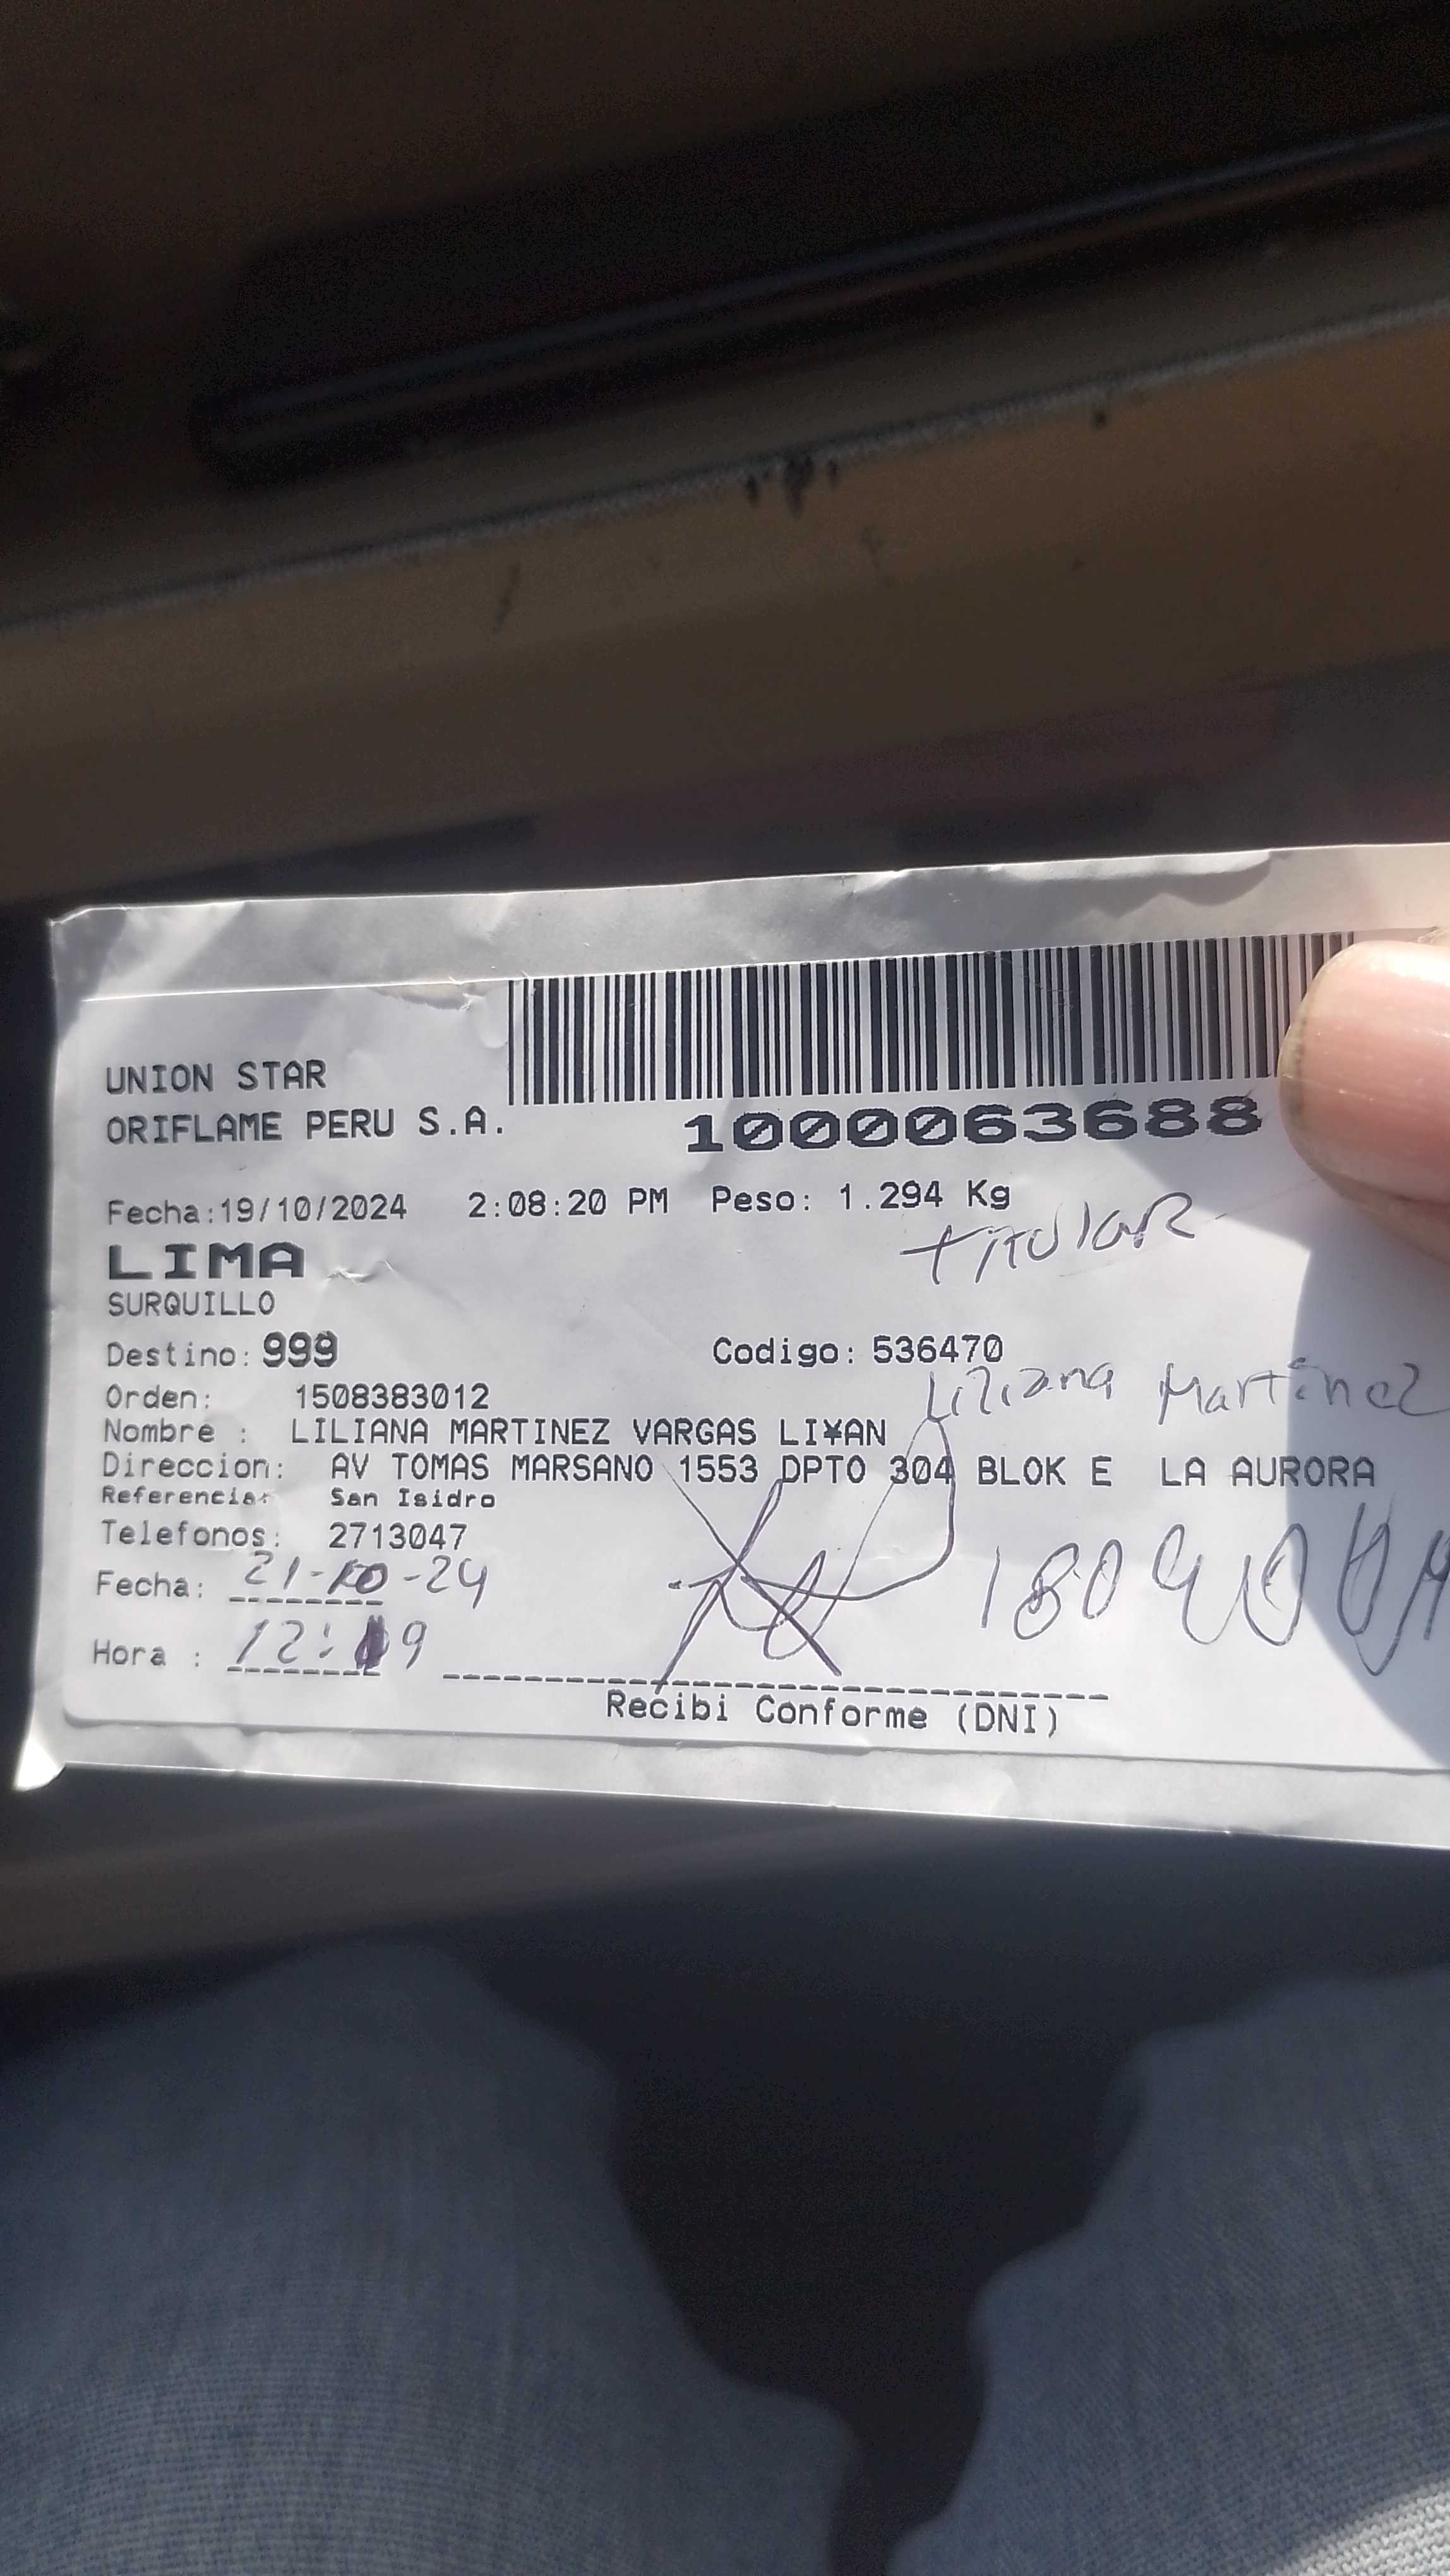 UNION STAR
ORIFLAME PERU S.A.
1000063688
Fecha:19/10/2024 2:08:20 PM Peso: 1.294 Kg
titular
LIMA
SURQUILLO
Destino: 999 Codigo: 536470
Orden: 1508383012
Liliana Martinez
Nombre : LILIANA MARTINEZ VARGAS LI¥AN
Direccion: AV TOMAS MARSANO 1553 DPTO 304 BLOK E LA AURORA
Referencia: San Isidro
Telefonos: 2713047
Fecha: 21-10-24
Hora : 12:19
Recibi Conforme (DNI)